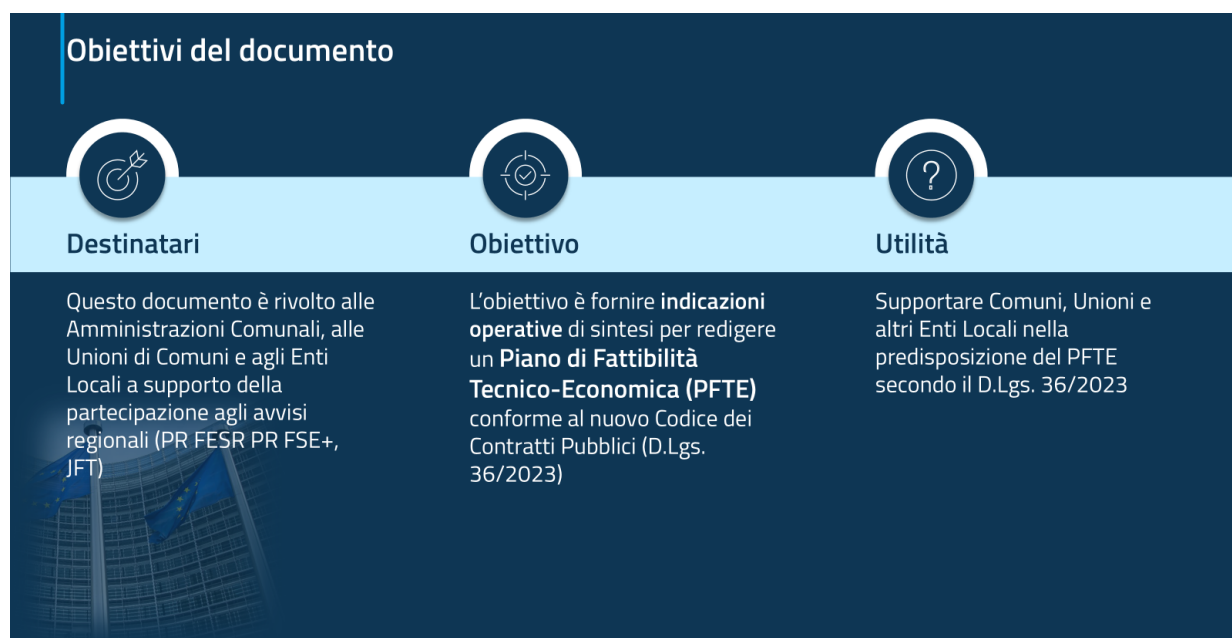 Obiettivi del documento
Destinatari
Questo documento è rivolto alle
Amministrazioni Comunali, alle
Unioni di Comuni e agli Enti
Locali a supporto della
partecipazione agli avvisi
regionali (PR FESR PR FSE+,
JFT)
Obiettivo
L'obiettivo è fornire indicazioni
operative di sintesi per redigere
un Piano di Fattibilità
Tecnico-Economica (PFTE)
conforme al nuovo Codice dei
Contratti Pubblici (D.Lgs.
36/2023)
?
Utilità
Supportare Comuni, Unioni e
altri Enti Locali nella
predisposizione del PFTE
secondo il D.Lgs. 36/2023